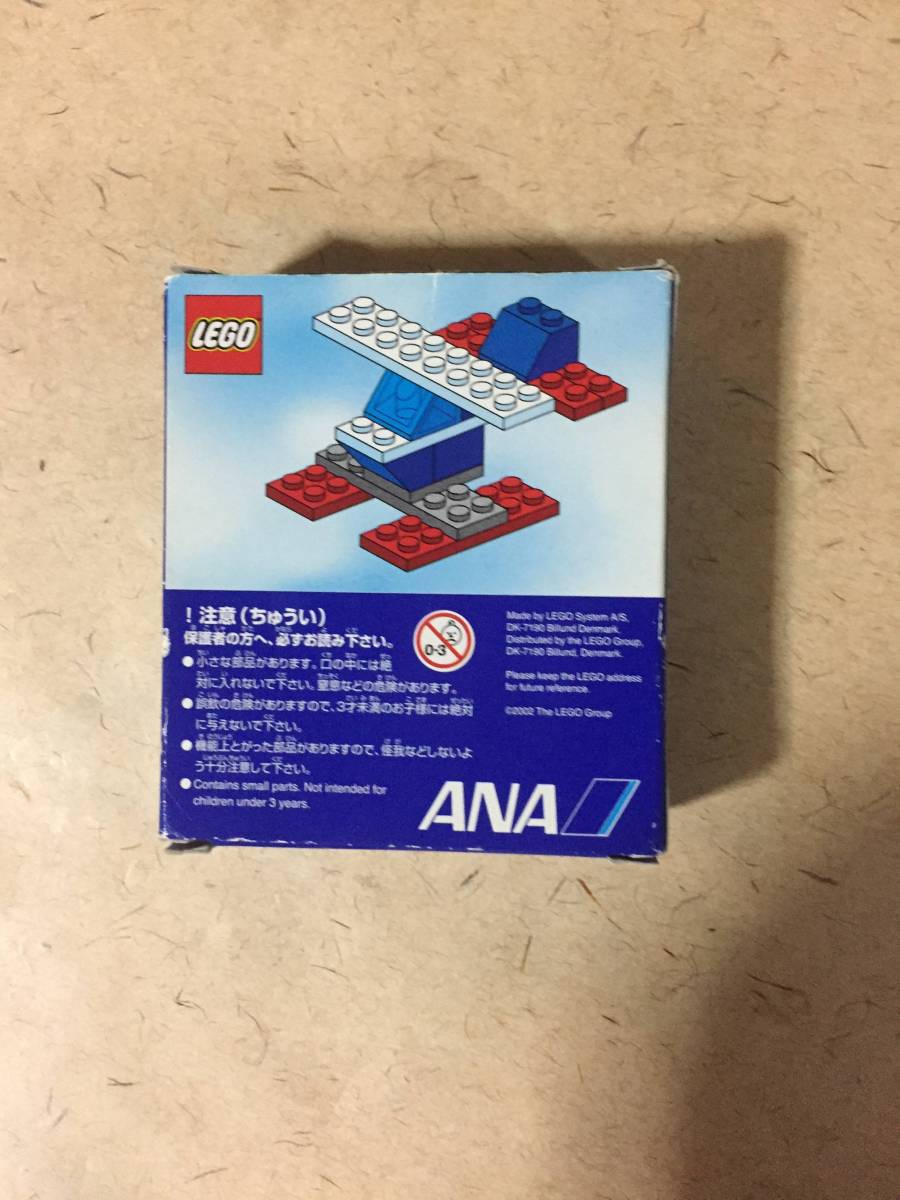 LEGO
！注意（ちゅうい）
保護者の方へ、必ずお読み下さい。
●小さな部品があります。口の中には絶
対に入れないで下さい。窒息などの危険があります。
●誤飲の危険がありますので、3才未満のお子様には絶対
に与えないで下さい。
●機能上とがった部品がありますので、怪我などしないよ
う十分注意して下さい。
●Contains small parts. Not intended for
children under 3 years.
0-3
Made by LEGO System A/S,
DK-7190 Billund Denmark.
Distributed by the LEGO Group,
DK-7190 Billund, Denmark.
Please keep the LEGO address
for future reference.
©2002 The LEGO Group
ANA